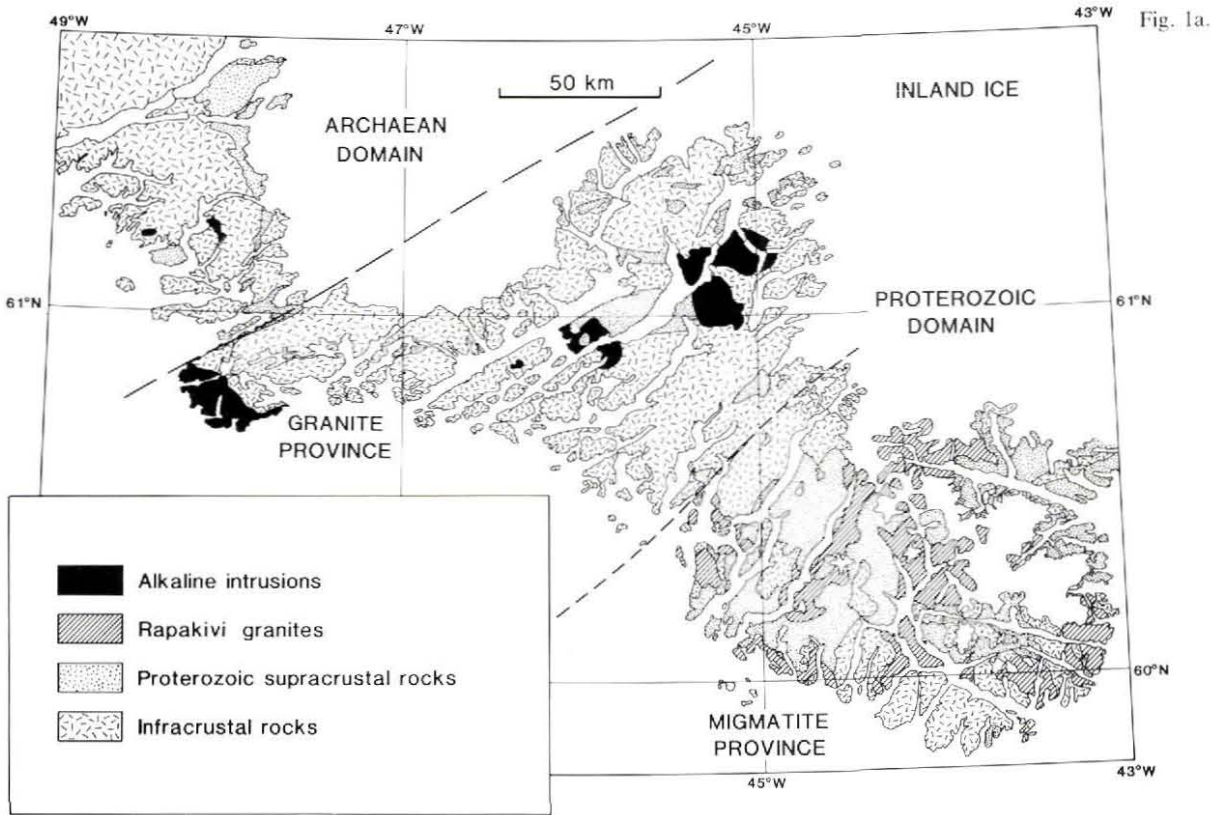 49°W
47°W
45°W
43°W
Fig. 1a.
50 km
INLAND ICE
ARCHAEAN
DOMAIN
61°N
PROTEROZOIC
DOMAIN
61°N
GRANITE
PROVINCE
Alkaline intrusions
Rapakivi granites
Proterozoic supracrustal rocks
Infracrustal rocks
60°N
MIGMATITE
PROVINCE
45°W
43°W